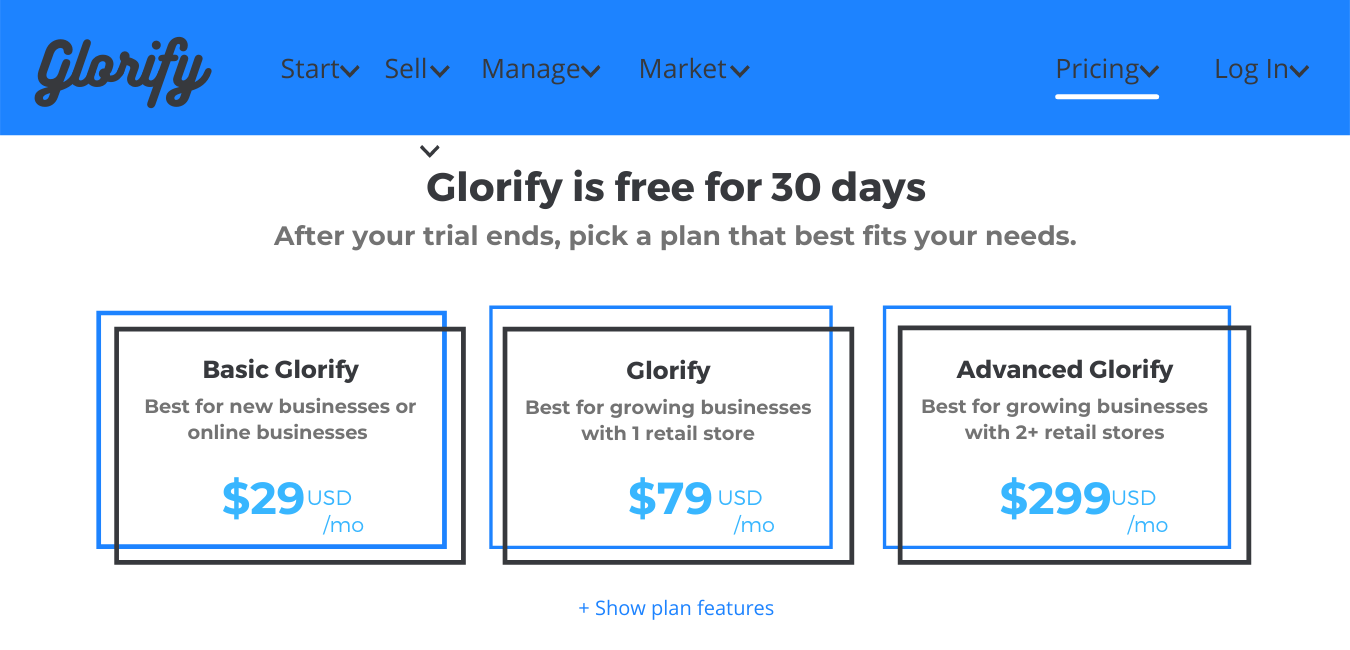 Glorify Start Sell Manage Market Pricing Log In
Glorify is free for 30 days
After your trial ends, pick a plan that best fits your needs.
Basic Glorify
Best for new businesses or
online businesses
$29 USD
/mo
Glorify
Best for growing businesses
with 1 retail store
$79 USD
/mo
Advanced Glorify
Best for growing businesses
with 2+ retail stores
$299 USD
/mo
+ Show plan features